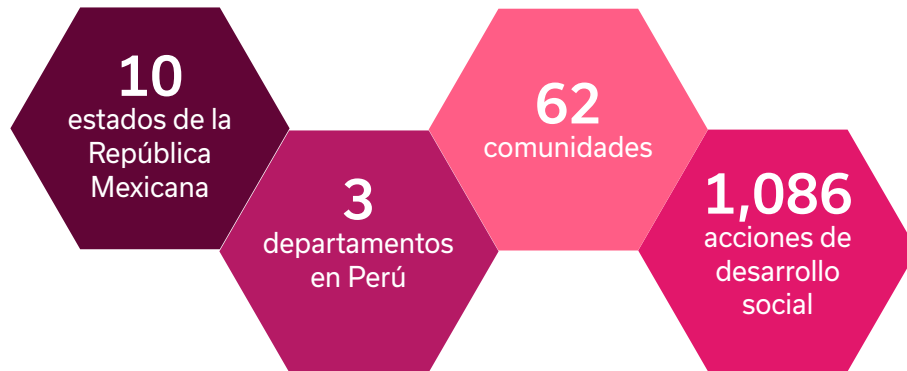 10
estados de la
República
Mexicana
3
departamentos
en Perú
62
comunidades
1,086
acciones de
desarrollo
social